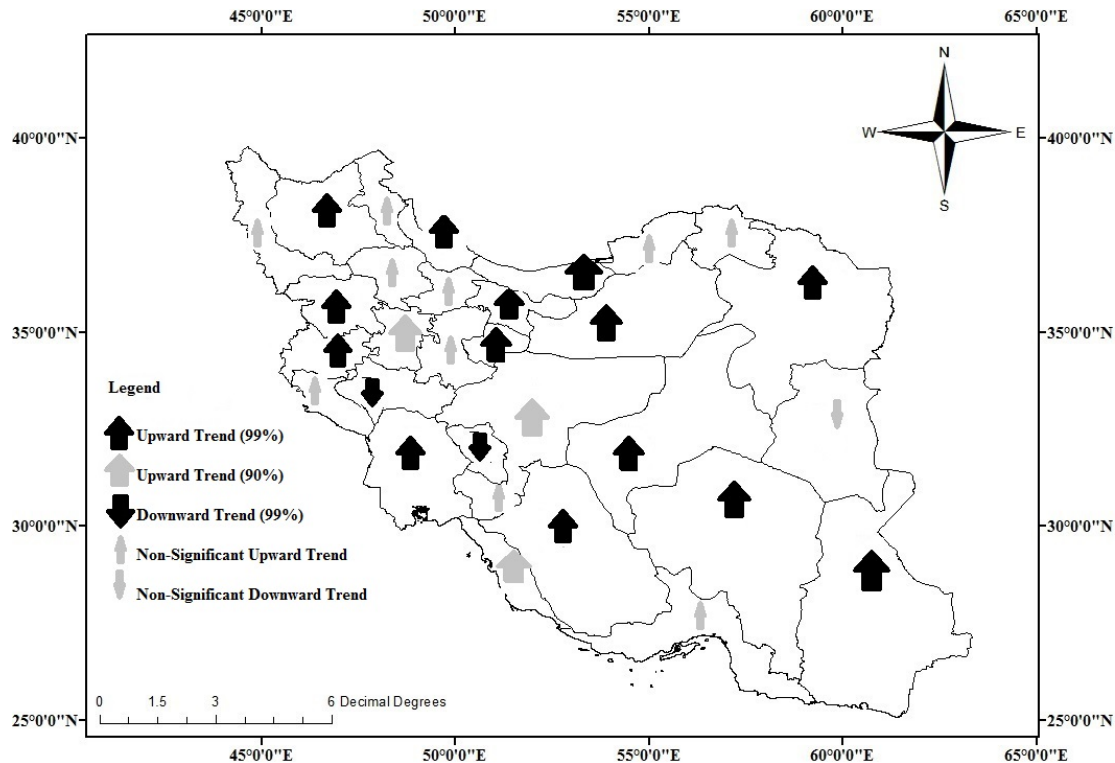 45°0'0"E 50°0'0"E 55°0'0"E 60°0'0"E 65°0'0"E
N
W E
S
40°0'0"N 40°0'0"N
35°0'0"N 35°0'0"N
30°0'0"N 30°0'0"N
25°0'0"N 25°0'0"N
Legend
Upward Trend (99%)
Upward Trend (90%)
Downward Trend (99%)
Non-Significant Upward Trend
Non-Significant Downward Trend
0 1.5 3 6 Decimal Degrees
45°0'0"E 50°0'0"E 55°0'0"E 60°0'0"E 65°0'0"E